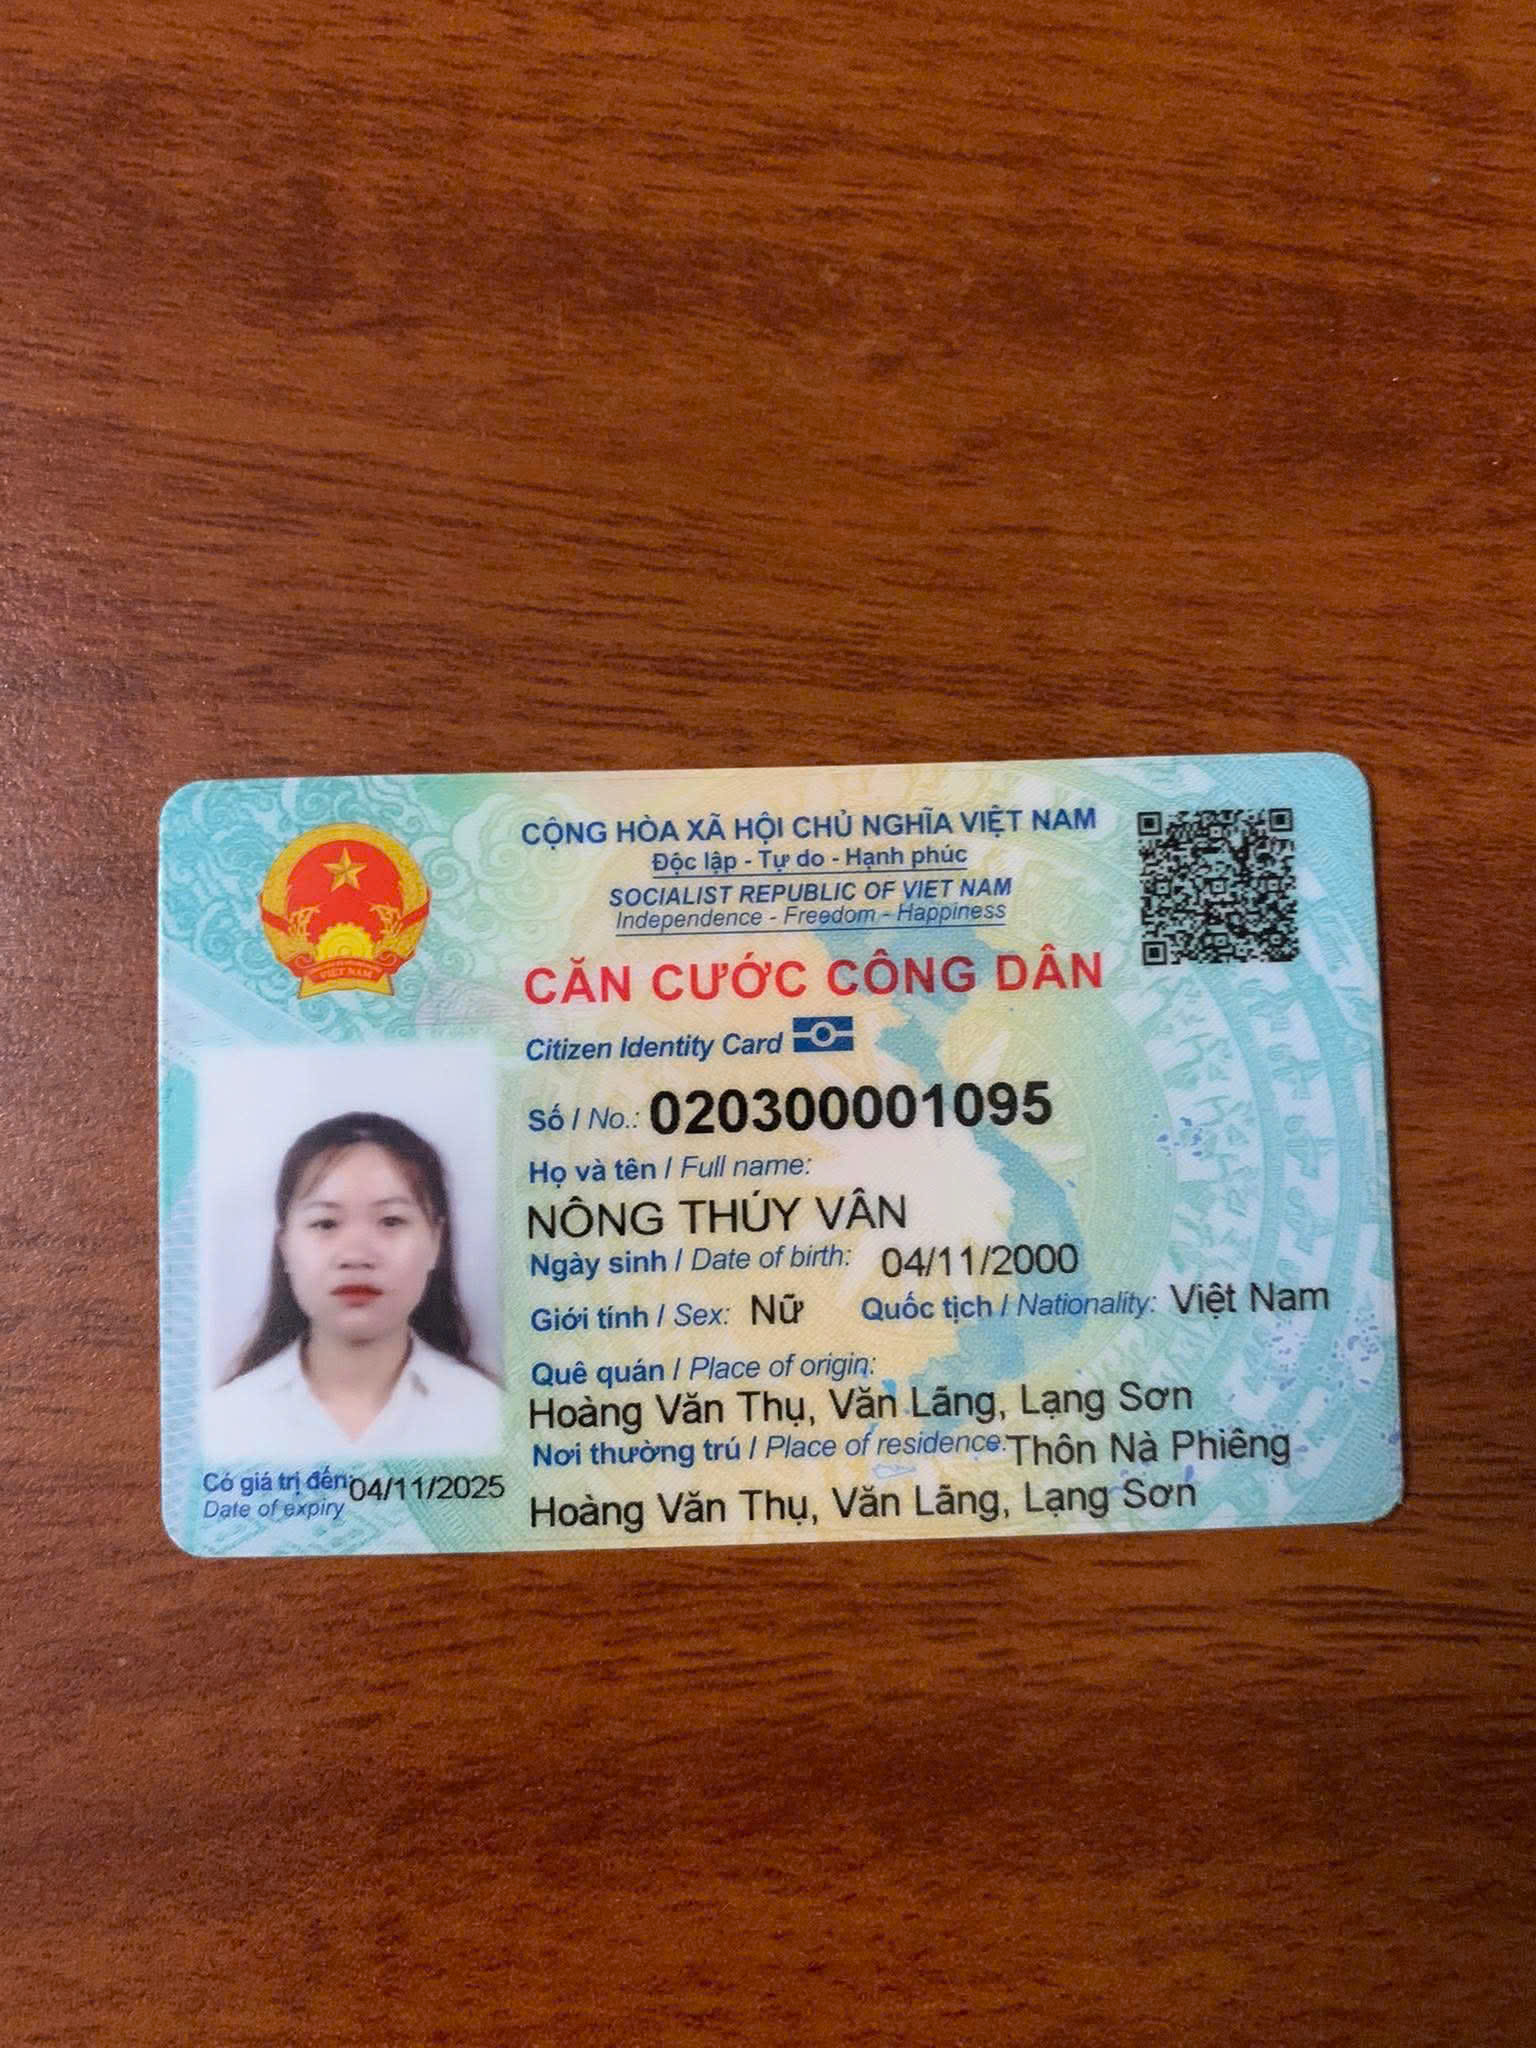 CỘNG HÒA XÃ HỘI CHỦ NGHĨA VIỆT NAM
Độc lập - Tự do - Hạnh phúc
SOCIALIST REPUBLIC OF VIET NAM
Independence - Freedom - Happiness
CĂN CƯỚC CÔNG DÂN
Citizen Identity Card
Số / No.: 020300001095
Họ và tên / Full name:
NÔNG THÚY VÂN
Ngày sinh / Date of birth: 04/11/2000
Giới tính / Sex: Nữ Quốc tịch / Nationality: Việt Nam
Quê quán / Place of origin:
Hoàng Văn Thụ, Văn Lãng, Lạng Sơn
Nơi thường trú / Place of residence: Thôn Nà Phiêng
Hoàng Văn Thụ, Văn Lãng, Lạng Sơn
Có giá trị đến: 04/11/2025
Date of expiry
VIỆT NAM